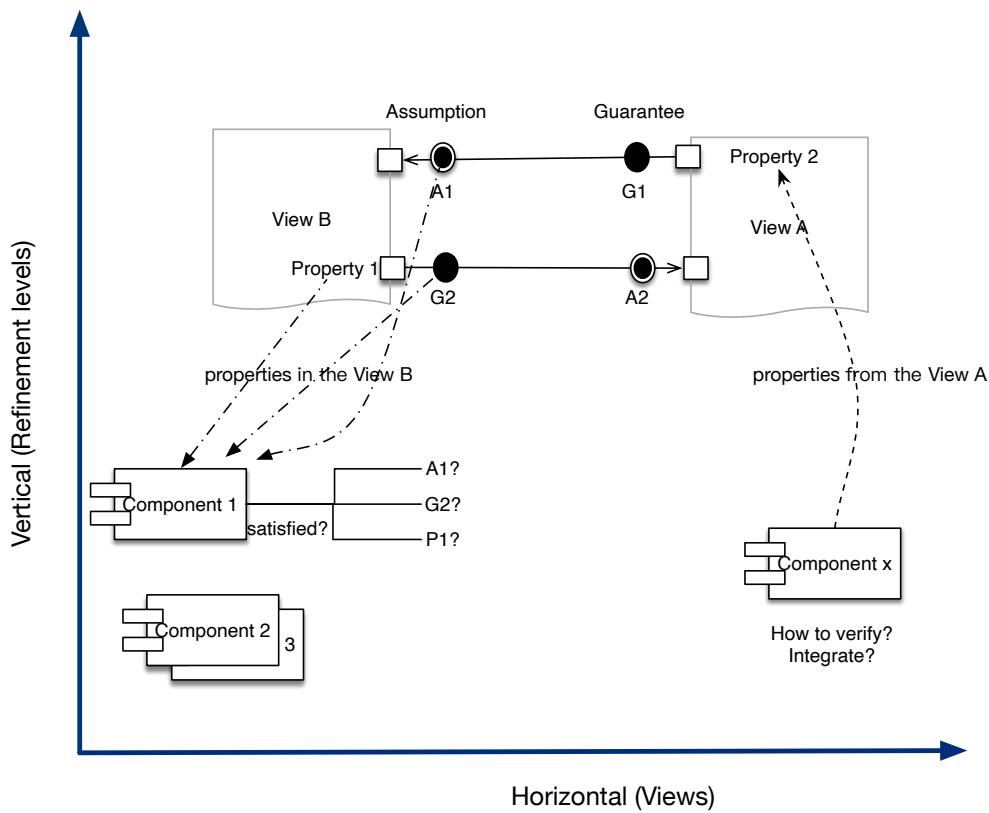 Assumption
Guarantee
Property 2
A1
G1
View B
View A
Property 1
G2
A2
properties in the View B
properties from the View A
Vertical (Refinement levels)
A1?
Component 1
G2?
satisfied?
P1?
Component x
Component 2
3
How to verify?
Integrate?
Horizontal (Views)